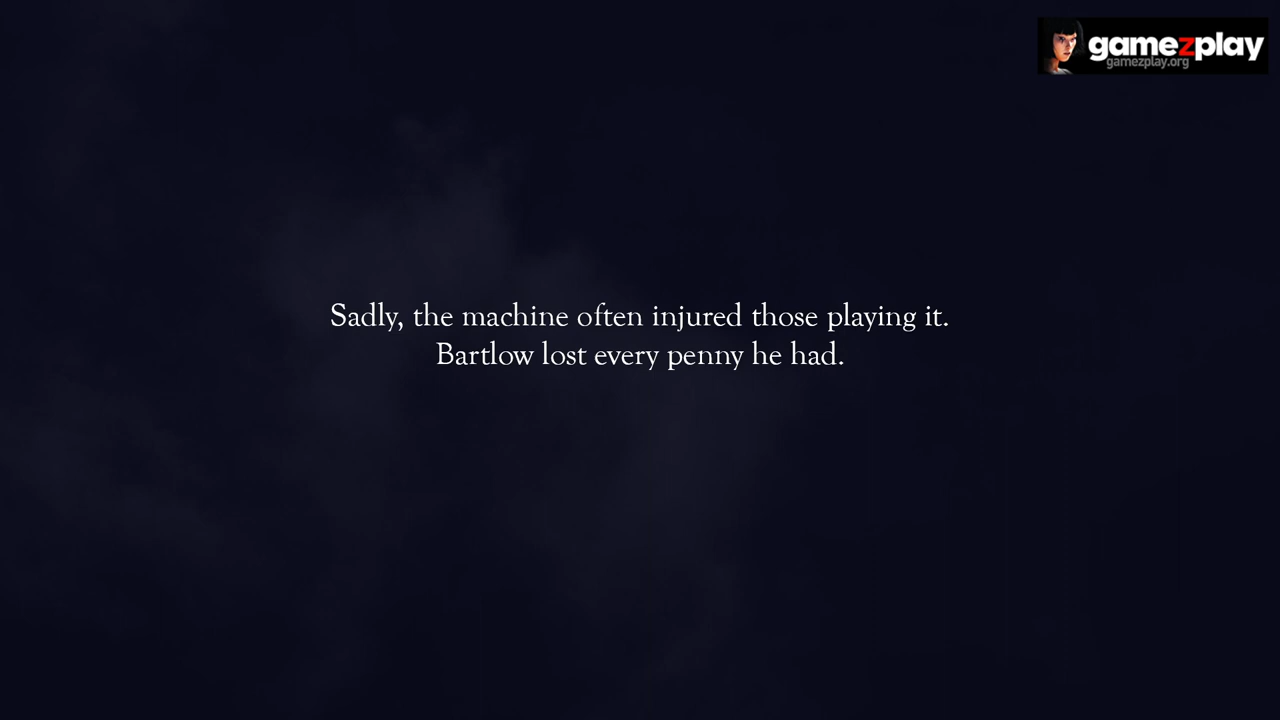 gamezplay
gamezplay.org
Sadly, the machine often injured those playing it.
Bartlow lost every penny he had.